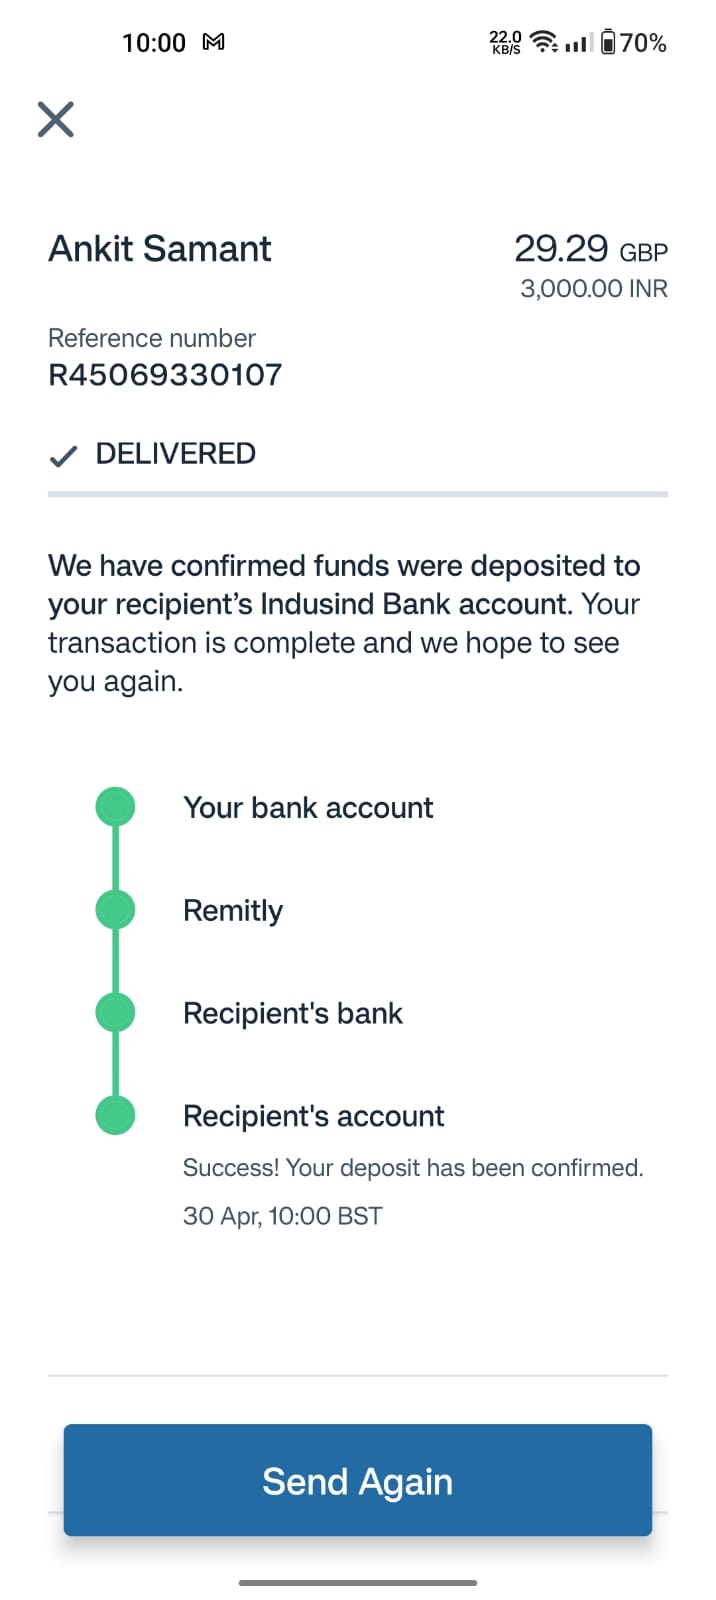 10:00 M 22.0 KB/S 70%
Ankit Samant 29.29 GBP
3,000.00 INR
Reference number
R45069330107
DELIVERED
We have confirmed funds were deposited to
your recipient’s Indusind Bank account. Your
transaction is complete and we hope to see
you again.
Your bank account
Remitly
Recipient's bank
Recipient's account
Success! Your deposit has been confirmed.
30 Apr, 10:00 BST
Send Again